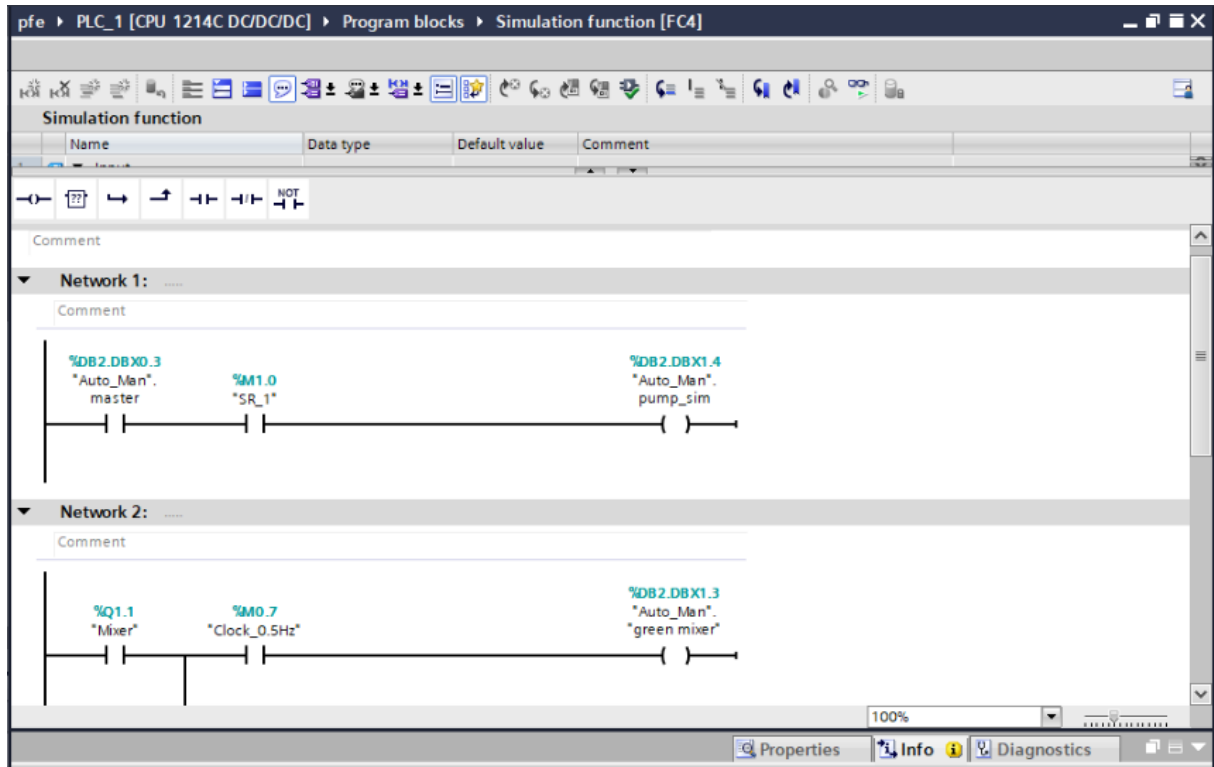 pfe ▸ PLC_1 [CPU 1214C DC/DC/DC] ▸ Program blocks ▸ Simulation function [FC4]
Simulation function
Name Data type Default value Comment
??
NOT
Comment
Network 1: .....
Comment
%DB2.DBX0.3
"Auto_Man".
master
%M1.0
"SR_1"
%DB2.DBX1.4
"Auto_Man".
pump_sim
Network 2: .....
Comment
%Q1.1
"Mixer"
%M0.7
"Clock_0.5Hz"
%DB2.DBX1.3
"Auto_Man".
"green mixer"
100%
Properties Info Diagnostics